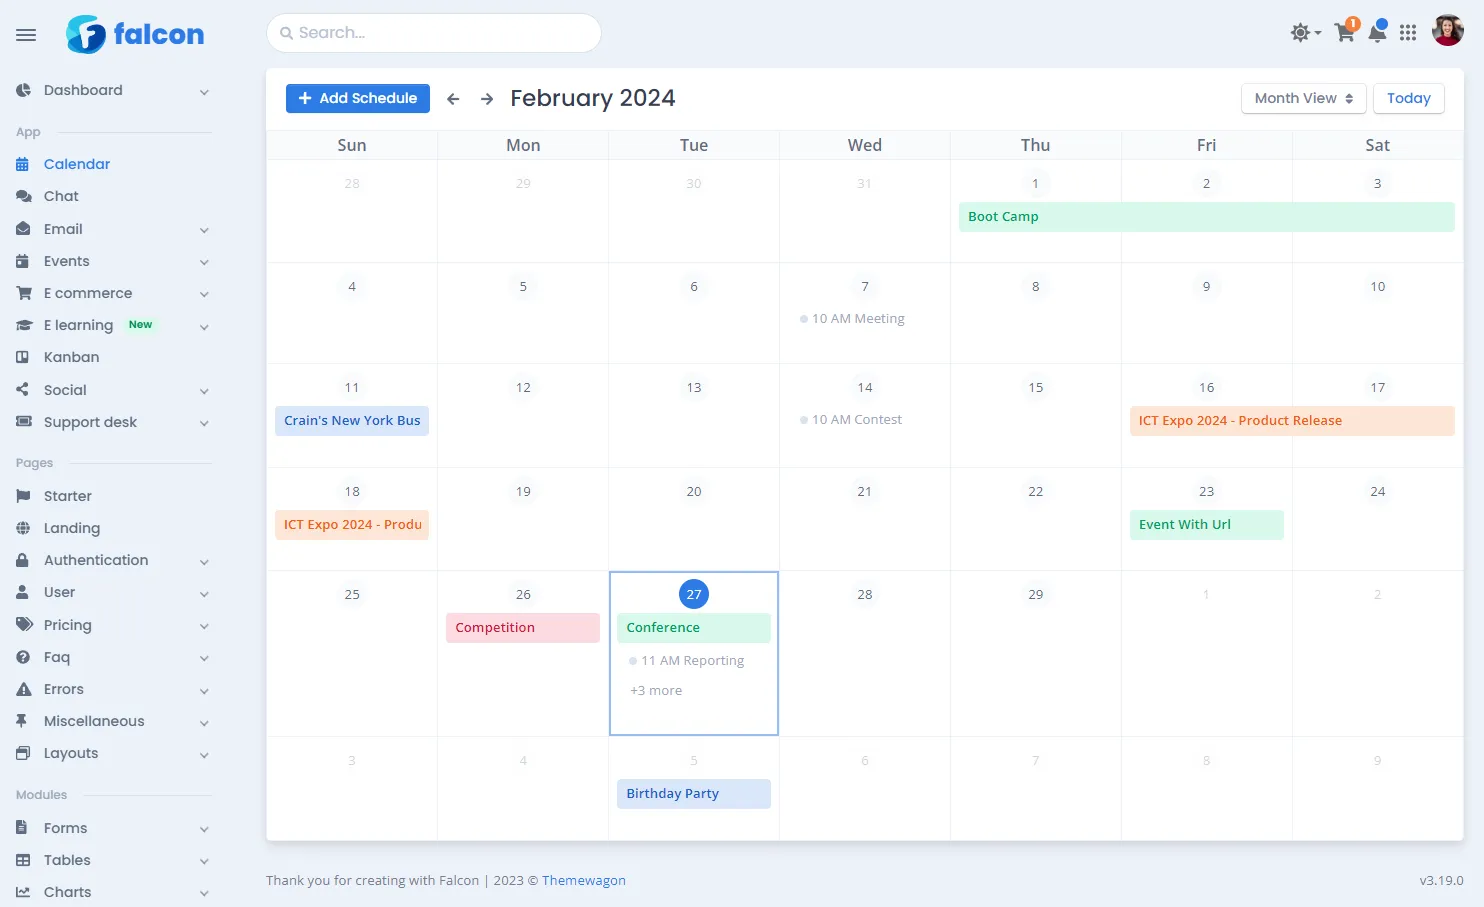 falcon
Search...
1
Dashboard
App
Calendar
Chat
Email
Events
E commerce
E learning New
Kanban
Social
Support desk
Pages
Starter
Landing
Authentication
User
Pricing
Faq
Errors
Miscellaneous
Layouts
Modules
Forms
Tables
Charts
Add Schedule
February 2024
Month View
Today
Sun Mon Tue Wed Thu Fri Sat
28 29 30 31 1 2 3
Boot Camp
4 5 6 7 8 9 10
10 AM Meeting
11 12 13 14 15 16 17
Crain's New York Bus
10 AM Contest
ICT Expo 2024 - Product Release
18 19 20 21 22 23 24
ICT Expo 2024 - Produ
Event With Url
25 26 27 28 29 1 2
Competition
Conference
11 AM Reporting
+3 more
3 4 5 6 7 8 9
Birthday Party
Thank you for creating with Falcon | 2023 © Themewagon
v3.19.0